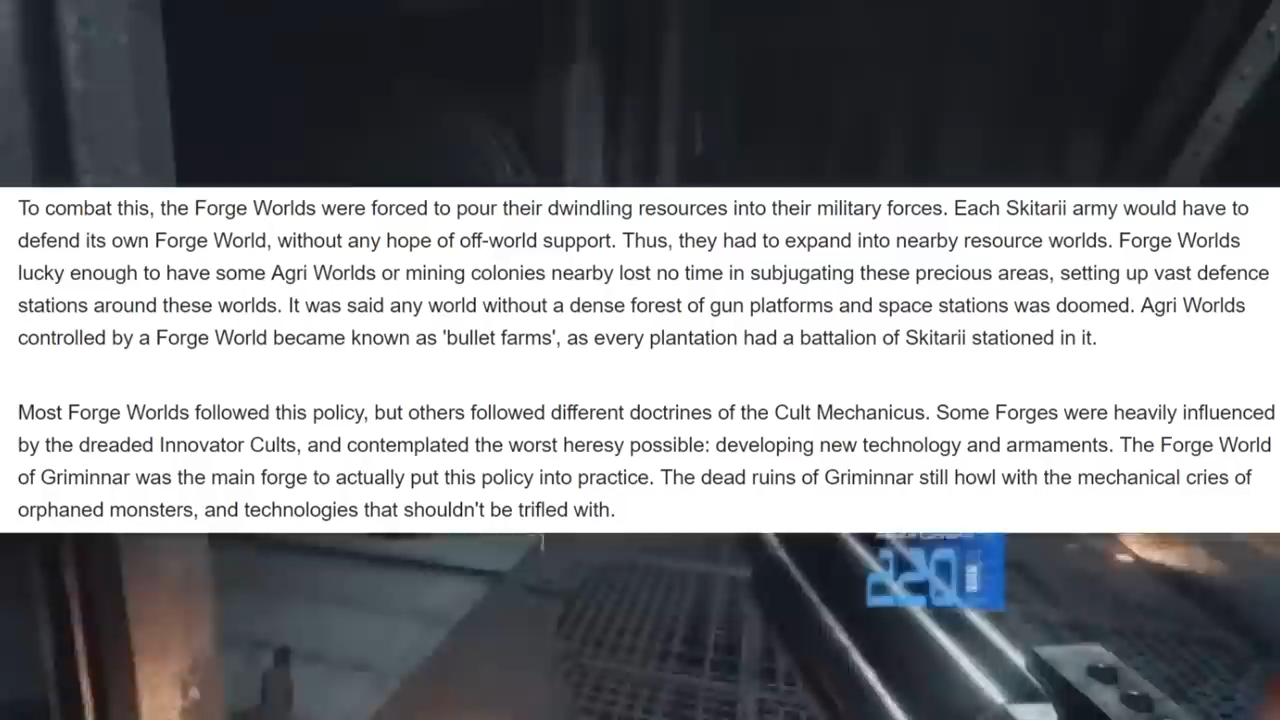 To combat this, the Forge Worlds were forced to pour their dwindling resources into their military forces. Each Skitarii army would have to
defend its own Forge World, without any hope of off-world support. Thus, they had to expand into nearby resource worlds. Forge Worlds
lucky enough to have some Agri Worlds or mining colonies nearby lost no time in subjugating these precious areas, setting up vast defence
stations around these worlds. It was said any world without a dense forest of gun platforms and space stations was doomed. Agri Worlds
controlled by a Forge World became known as 'bullet farms', as every plantation had a battalion of Skitarii stationed in it.
Most Forge Worlds followed this policy, but others followed different doctrines of the Cult Mechanicus. Some Forges were heavily influenced
by the dreaded Innovator Cults, and contemplated the worst heresy possible: developing new technology and armaments. The Forge World
of Griminnar was the main forge to actually put this policy into practice. The dead ruins of Griminnar still howl with the mechanical cries of
orphaned monsters, and technologies that shouldn't be trifled with.